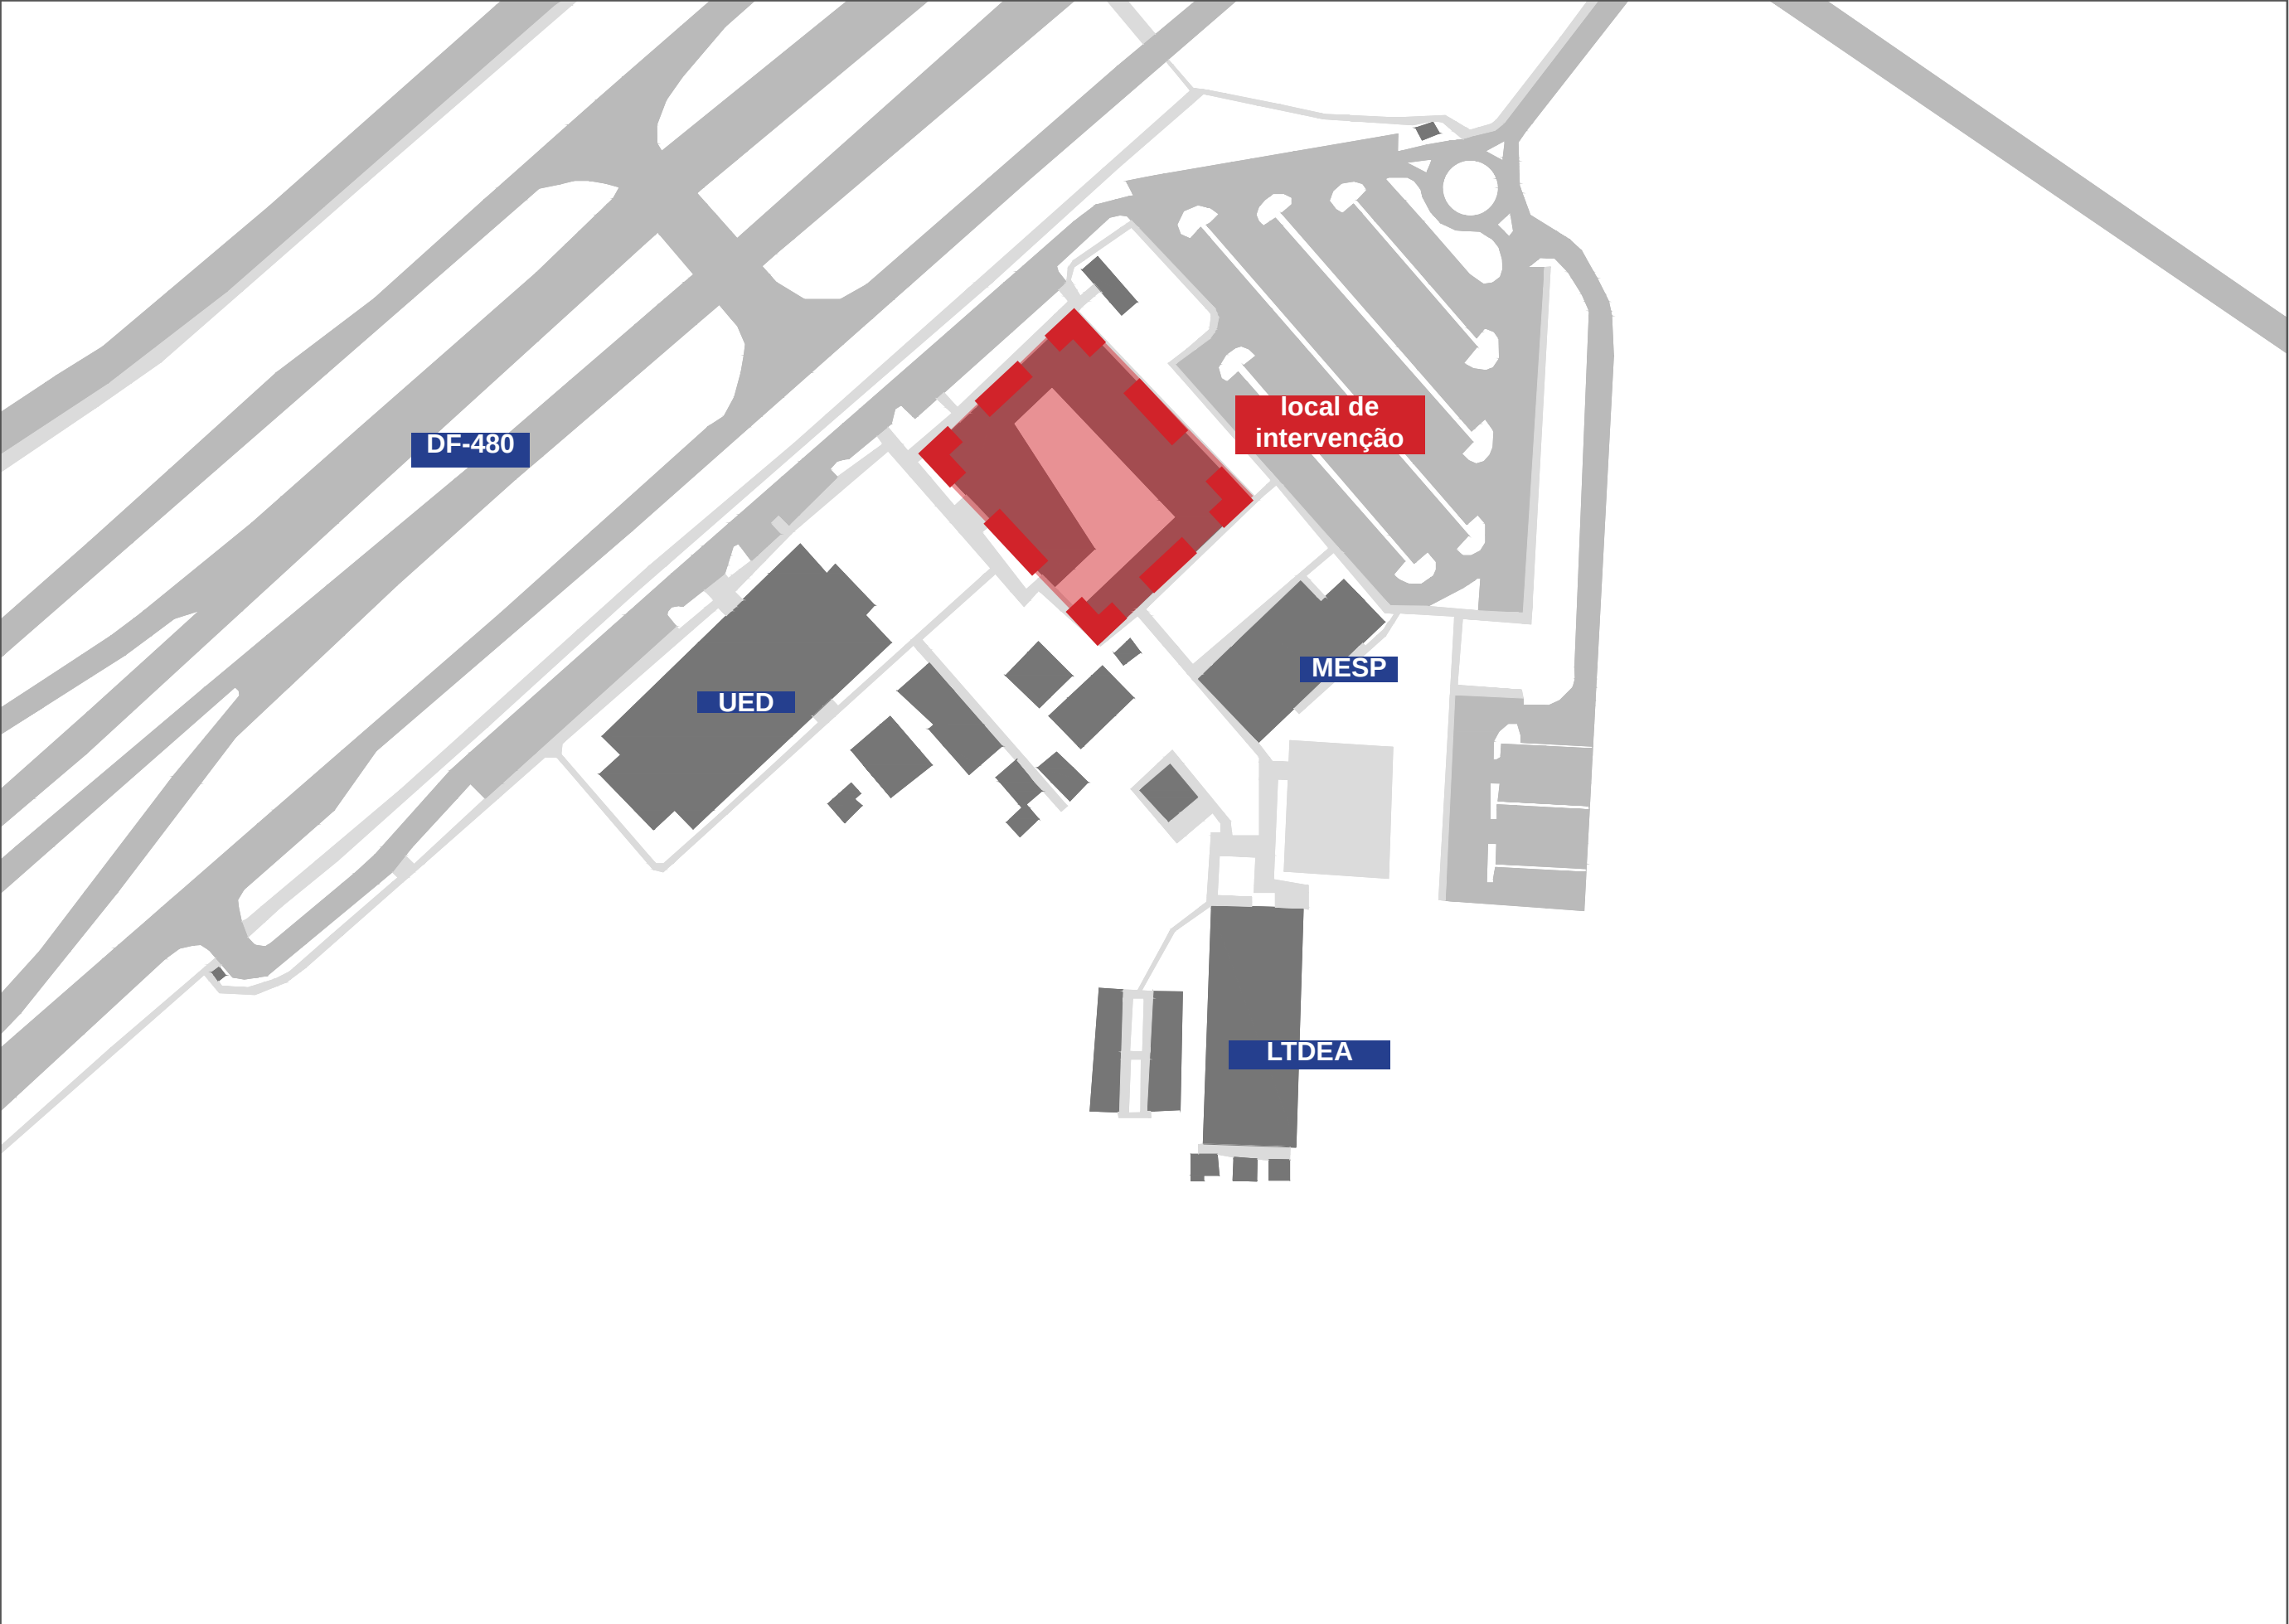 local de
intervenção
DF-480
MESP
UED
LTDEA